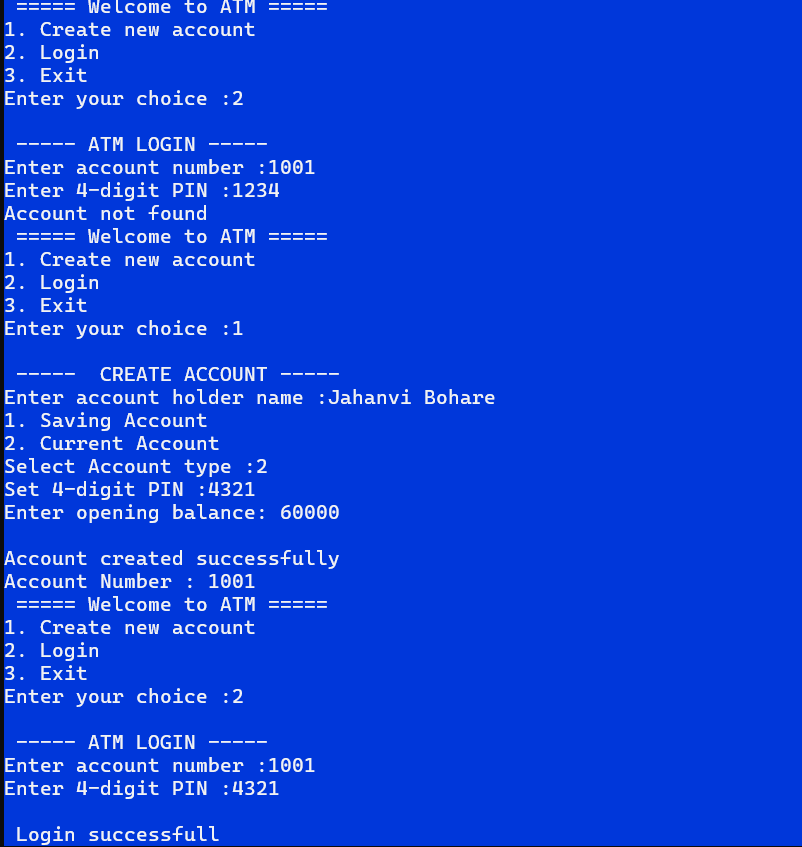 ===== Welcome to ATM =====
1. Create new account
2. Login
3. Exit
Enter your choice :2
----- ATM LOGIN -----
Enter account number :1001
Enter 4-digit PIN :1234
Account not found
===== Welcome to ATM =====
1. Create new account
2. Login
3. Exit
Enter your choice :1
-----  CREATE ACCOUNT -----
Enter account holder name :Jahanvi Bohare
1. Saving Account
2. Current Account
Select Account type :2
Set 4-digit PIN :4321
Enter opening balance: 60000
Account created successfully
Account Number : 1001
===== Welcome to ATM =====
1. Create new account
2. Login
3. Exit
Enter your choice :2
----- ATM LOGIN -----
Enter account number :1001
Enter 4-digit PIN :4321
Login successfull